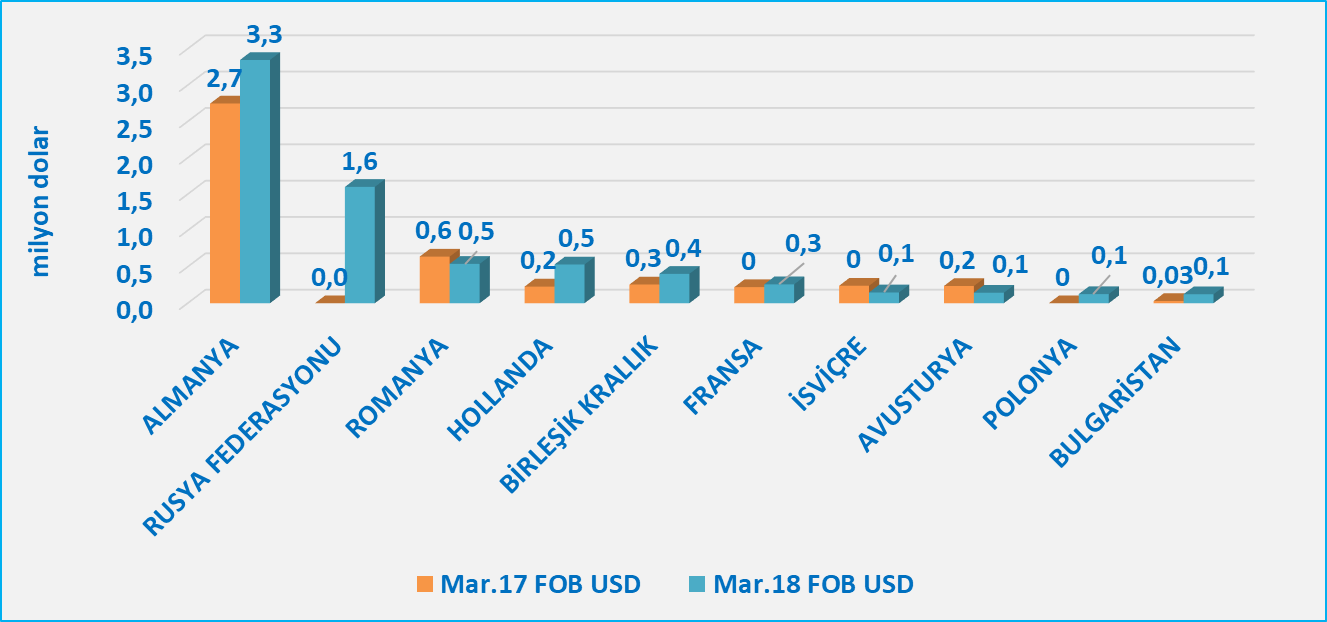 milyon dolar
3,5
3,0
2,5
2,0
1,5
1,0
0,5
0,0
2,7
3,3
0,0
1,6
0,6
0,5
0,2
0,5
0,3
0,4
0
0,3
0
0,1
0,2
0,1
0
0,1
0,03
0,1
ALMANYA
RUSYA FEDERASYONU
ROMANYA
HOLLANDA
BİRLEŞİK KRALLIK
FRANSA
İSVİÇRE
AVUSTURYA
POLONYA
BULGARİSTAN
Mar.17 FOB USD
Mar.18 FOB USD